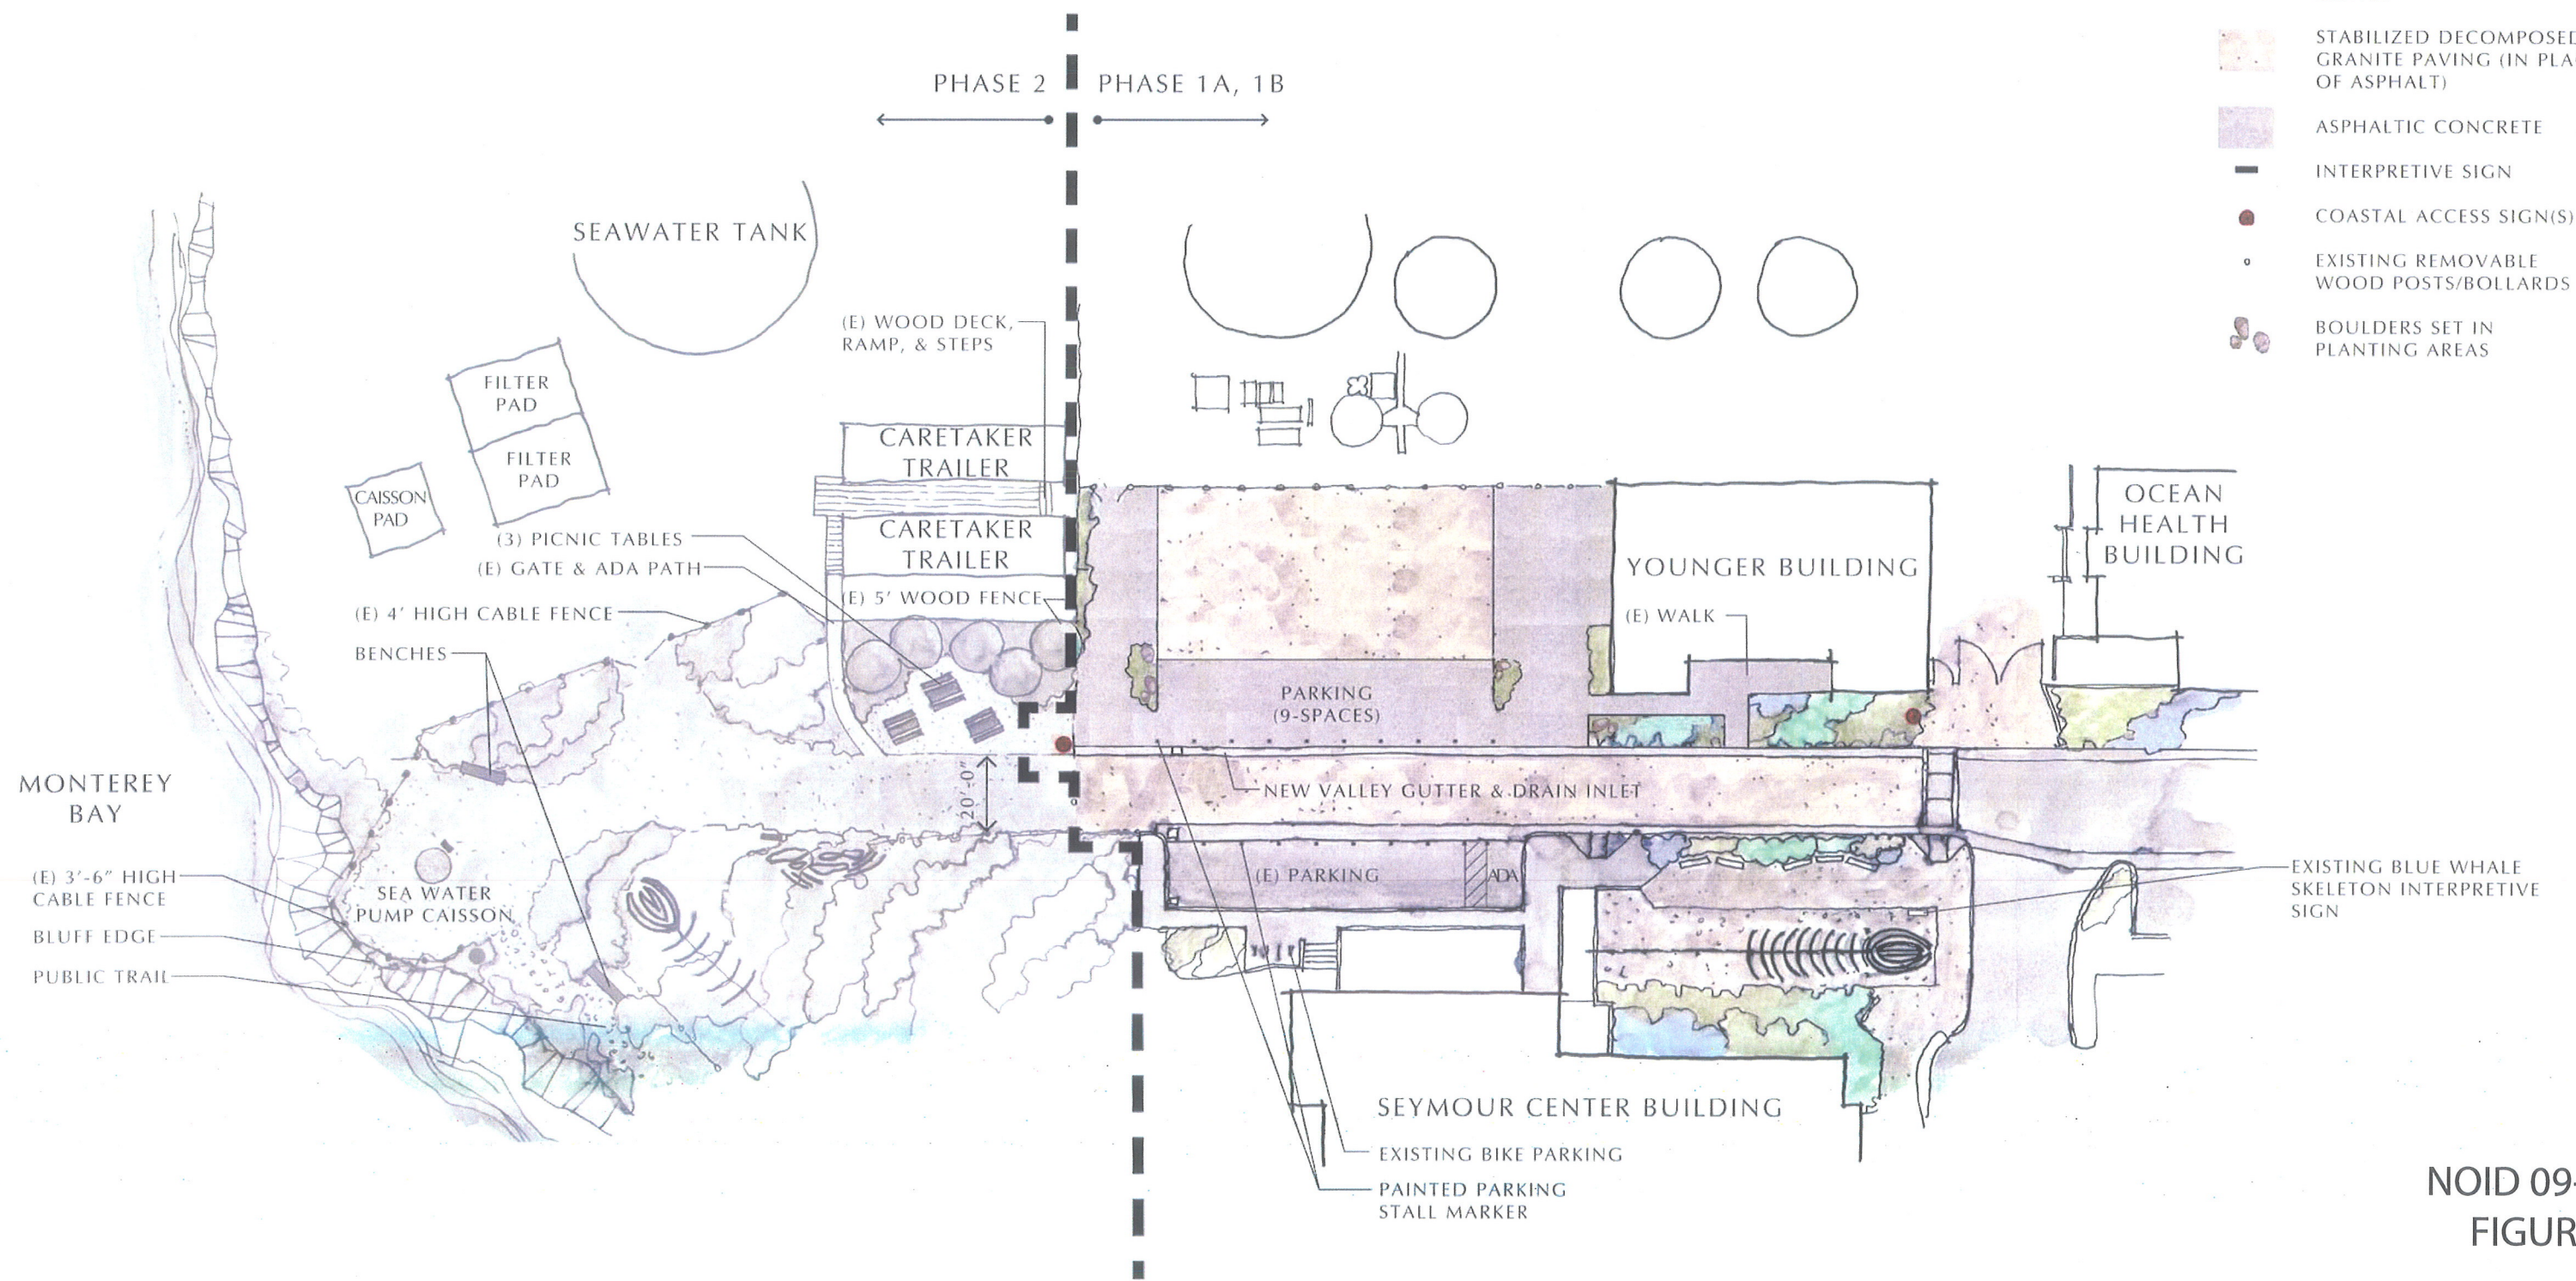 PHASE 2
PHASE 1A, 1B
STABILIZED DECOMPOSED
GRANITE PAVING (IN PLA
OF ASPHALT)
ASPHALTIC CONCRETE
INTERPRETIVE SIGN
COASTAL ACCESS SIGN(S)
EXISTING REMOVABLE
WOOD POSTS/BOLLARDS
BOULDERS SET IN
PLANTING AREAS
SEAWATER TANK
(E) WOOD DECK,
RAMP, & STEPS
FILTER
PAD
FILTER
PAD
CAISSON
PAD
CARETAKER
TRAILER
CARETAKER
TRAILER
(3) PICNIC TABLES
(E) GATE & ADA PATH
(E) 5' WOOD FENCE
(E) 4' HIGH CABLE FENCE
BENCHES
YOUNGER BUILDING
(E) WALK
OCEAN
HEALTH
BUILDING
PARKING
(9-SPACES)
MONTEREY
BAY
20'-0"
NEW VALLEY GUTTER & DRAIN INLET
(E) 3'-6" HIGH
CABLE FENCE
SEA WATER
PUMP CAISSON
BLUFF EDGE
PUBLIC TRAIL
(E) PARKING
ADA
EXISTING BLUE WHALE
SKELETON INTERPRETIVE
SIGN
SEYMOUR CENTER BUILDING
EXISTING BIKE PARKING
PAINTED PARKING
STALL MARKER
NOID 09-
FIGUR